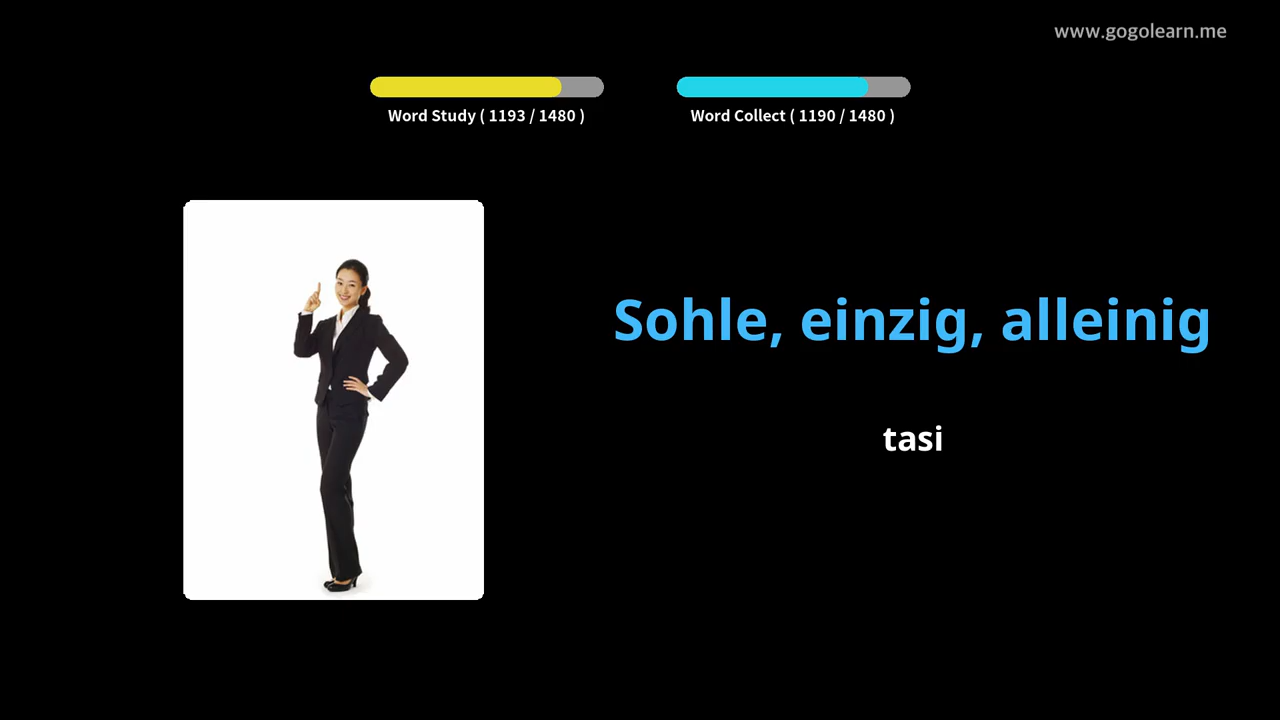 www.gogolearn.me
Word Study ( 1193 / 1480 )
Word Collect ( 1190 / 1480 )
Sohle, einzig, alleinig
tasi